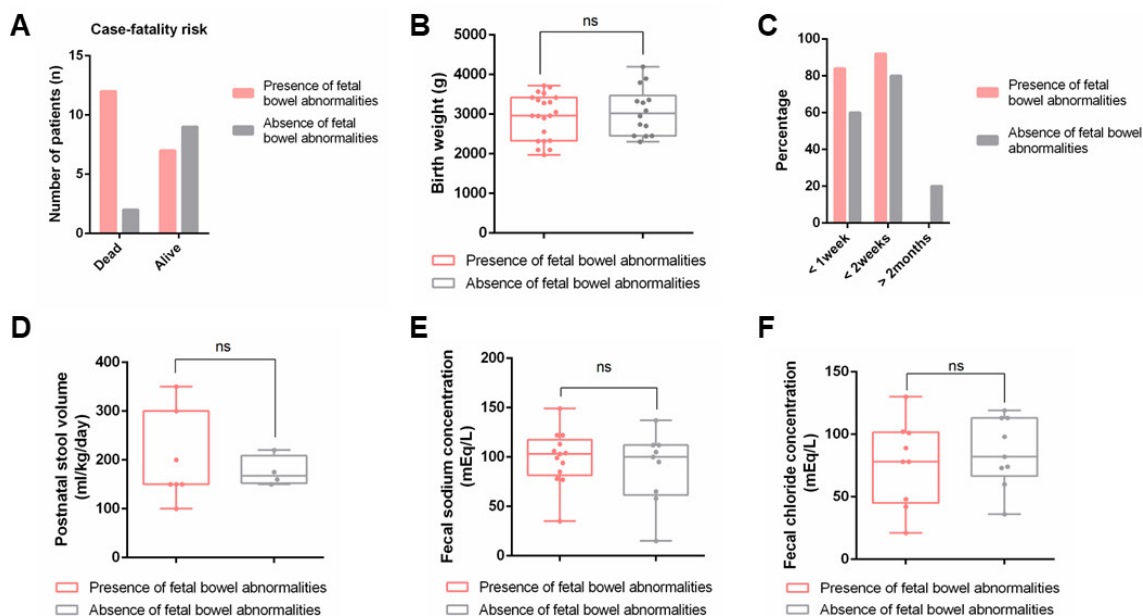 A
Case-fatality risk
Number of patients (n)
15
10
5
0
Dead
Alive
Presence of fetal
bowel abnormalities
Absence of fetal
bowel abnormalities
B
ns
Birth weight (g)
5000
4000
3000
2000
1000
0
Presence of fetal bowel abnormalities
Absence of fetal bowel abnormalities
C
Percentage
100
80
60
40
20
0
< 1week
< 2weeks
> 2months
Presence of fetal
bowel abnormalities
Absence of fetal bowel
abnormalities
D
ns
Postnatal stool volume
(ml/kg/day)
400
300
200
100
0
Presence of fetal bowel abnormalities
Absence of fetal bowel abnormalities
E
ns
Fecal sodium concentration
(mEq/L)
200
150
100
50
0
Presence of fetal bowel abnormalities
Absence of fetal bowel abnormalities
F
ns
Fecal chloride concentration
(mEq/L)
150
100
50
0
Presence of fetal bowel abnormalities
Absence of fetal bowel abnormalities